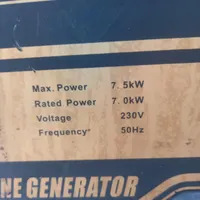 Max. Power 7.5kW
Rated Power 7.0kW
Voltage 230V
Frequency* 50Hz
NE GENERATOR